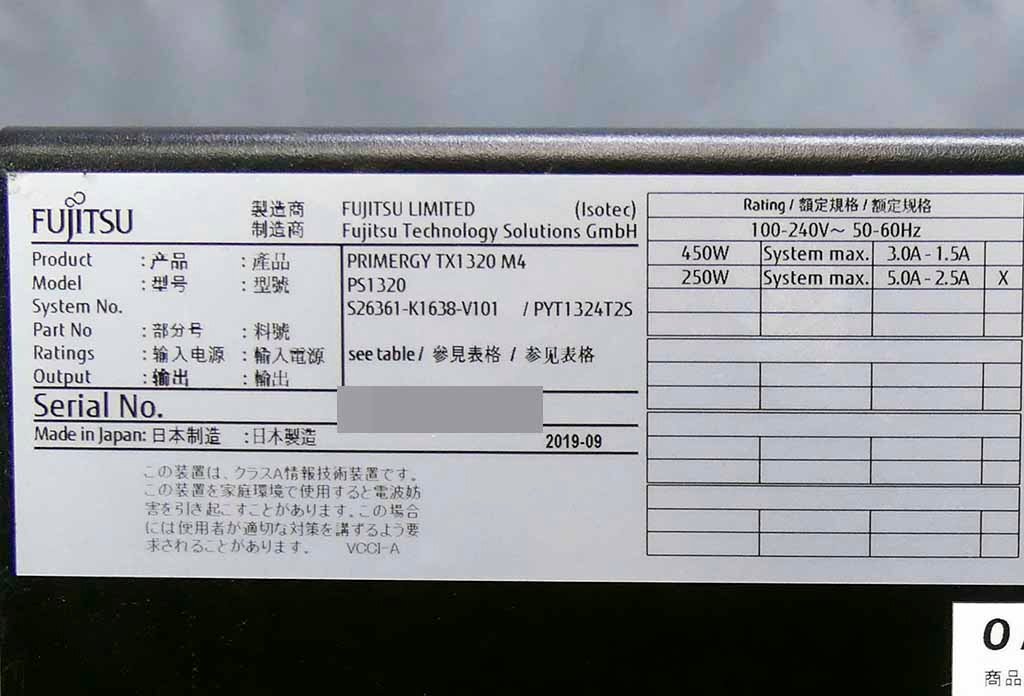 FUJITSU
製造商 FUJITSU LIMITED (Isotec)
制造商 Fujitsu Technology Solutions GmbH
Product : 产品 : 產品 PRIMERGY TX1320 M4
Model : 型号 : 型號 PS1320
System No. S26361-K1638-V101 / PYT1324T2S
Part No : 部分号 : 料號
Ratings : 输入电源 : 輸入電源 see table / 參見表格 / 参见表格
Output : 输出 : 輸出
Serial No.
Made in Japan: 日本制造 : 日本製造 2019-09
この装置は、クラスA情報技術装置です。
この装置を家庭環境で使用すると電波妨
害を引き起こすことがあります。この場合
には使用者が適切な対策を講ずるよう要
求されることがあります。 VCCI-A
Rating / 額定規格 / 额定规格
100-240V~ 50-60Hz
450W System max. 3.0A - 1.5A
250W System max. 5.0A - 2.5A X
0
商品